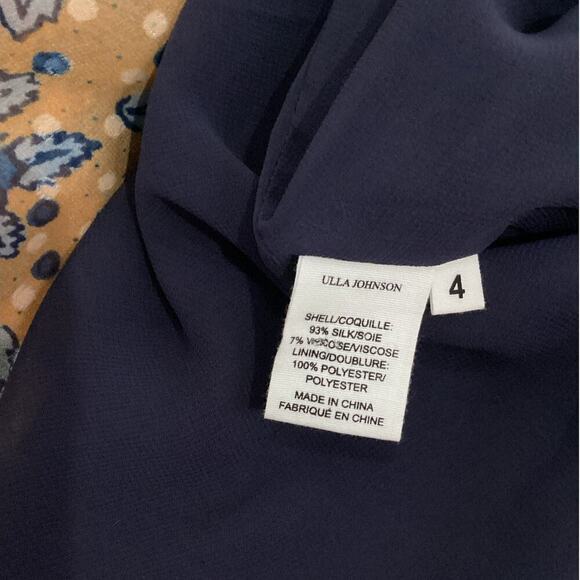 ULLA JOHNSON
4
SHELL/COQUILLE:
93% SILK/SOIE
7% VISCOSE/VISCOSE
LINING/DOUBLURE:
100% POLYESTER/
POLYESTER
MADE IN CHINA
FABRIQUÉ EN CHINE